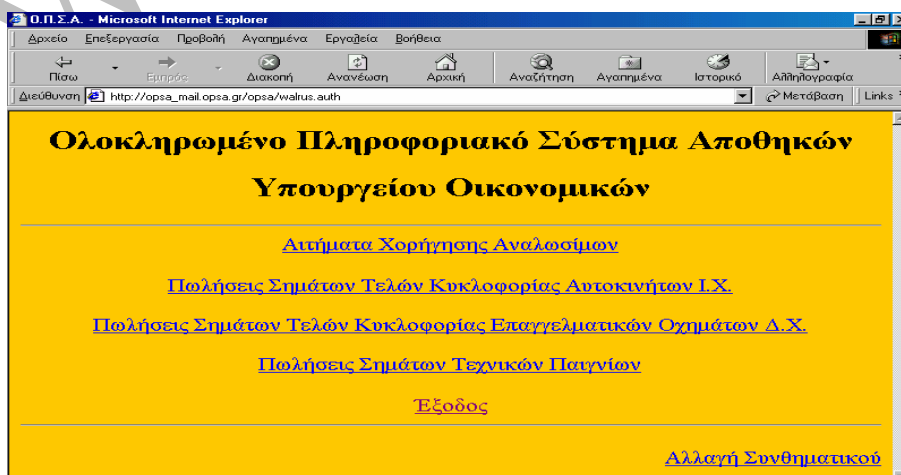 Ο.Π.Σ.Α. - Microsoft Internet Explorer
Αρχείο Επεξεργασία Προβολή Αγαπημένα Εργαλεία Βοήθεια
Πίσω Εμπρός Διακοπή Ανανέωση Αρχική Αναζήτηση Αγαπημένα Ιστορικό Αλληλογραφία
Διεύθυνση http://opsa_mail.opsa.gr/opsa/walrus.auth Μετάβαση Links
Ολοκληρωμένο Πληροφοριακό Σύστημα Αποθηκών
Υπουργείου Οικονομικών
Αιτήματα Χορήγησης Αναλωσίμων
Πωλήσεις Σημάτων Τελών Κυκλοφορίας Αυτοκινήτων Ι.Χ.
Πωλήσεις Σημάτων Τελών Κυκλοφορίας Επαγγελματικών Οχημάτων Δ.Χ.
Πωλήσεις Σημάτων Τεχνικών Παιγνίων
Έξοδος
Αλλαγή Συνθηματικού